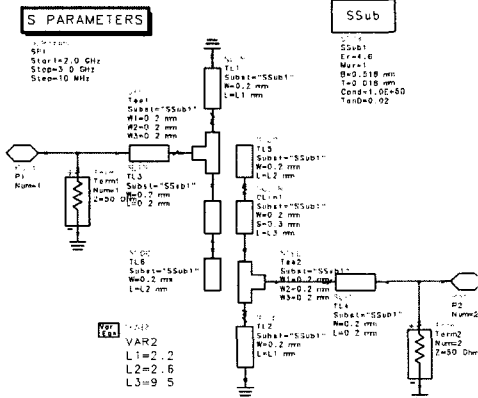 S PARAMETERS
SP1
Start=2.0 GHz
Stop=3.0 GHz
Step=10 MHz
SSub
SSub1
Er=4.6
Mur=1
B=0.518 mm
T=0.018 mm
Cond=1.0E+50
TanD=0.02
TL1
Subst="SSub1"
W=0.2 mm
L=L1 mm
Tee1
Subst="SSub1"
W1=0.2 mm
W2=0.2 mm
W3=0.2 mm
P1
Num=1
Term1
Num=1
Z=50 Ohm
TL3
Subst="SSub1"
W=0.2 mm
L=0.2 mm
TL5
Subst="SSub1"
W=0.2 mm
L=L2 mm
CLin1
Subst="SSub1"
W=0.2 mm
S=0.3 mm
L=L3 mm
TL6
Subst="SSub1"
W=0.2 mm
L=L2 mm
Tee2
Subst="SSub1"
W1=0.2 mm
W2=0.2 mm
W3=0.2 mm
TL4
Subst="SSub1"
W=0.2 mm
L=0.2 mm
P2
Num=2
TL2
Subst="SSub1"
W=0.2 mm
L=L1 mm
Term2
Num=2
Z=50 Ohm
Var
Eqn
VAR2
L1=2.2
L2=2.6
L3=9.5